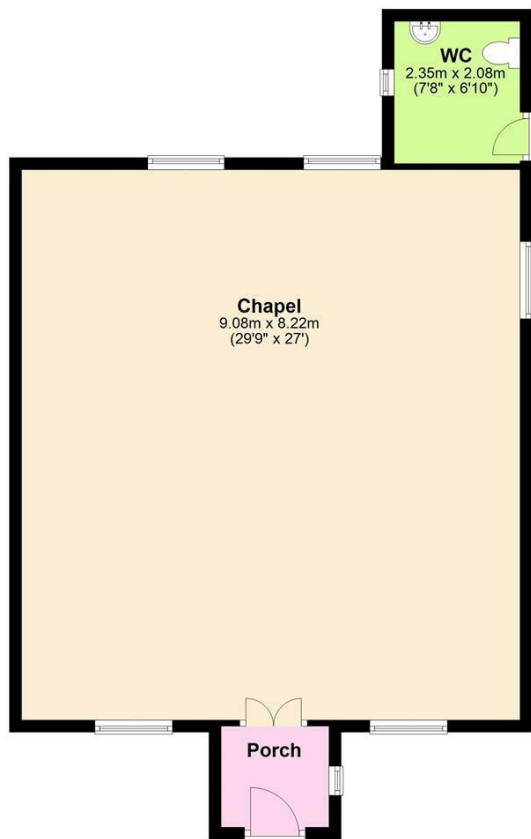 WC
2.35m x 2.08m
(7'8" x 6'10")
Chapel
9.08m x 8.22m
(29'9" x 27')
Porch